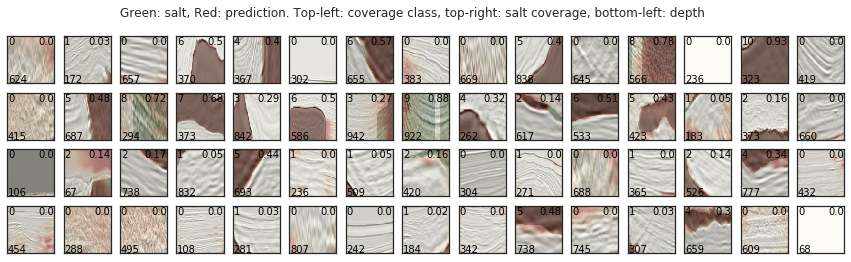 Green: salt, Red: prediction. Top-left: coverage class, top-right: salt coverage, bottom-left: depth
0 0.0 1 0.03 0 0.0 6 0.5 4 0.4 0 0.0 6 0.57 0 0.0 0 0.0 5 0.4 0 0.0 8 0.78 0 0.0 10 0.93 0 0.0
624 172 657 370 367 302 655 383 669 838 645 566 236 323 419
0 0.0 5 0.48 8 0.72 7 0.68 3 0.29 6 0.5 3 0.27 9 0.88 4 0.32 2 0.14 6 0.51 5 0.43 1 0.05 2 0.16 0 0.0
415 687 294 373 842 586 942 922 262 617 533 423 183 373 660
0 0.0 2 0.14 2 0.17 1 0.05 5 0.44 1 0.0 1 0.05 2 0.16 0 0.0 1 0.0 0 0.0 1 0.0 2 0.14 4 0.34 0 0.0
106 67 738 832 693 236 509 420 304 271 688 365 526 777 432
0 0.0 0 0.0 0 0.0 0 0.0 1 0.03 0 0.0 0 0.0 1 0.02 0 0.0 5 0.48 0 0.0 1 0.03 4 0.3 0 0.0 0 0.0
454 288 495 108 281 807 242 184 342 738 745 307 659 609 68